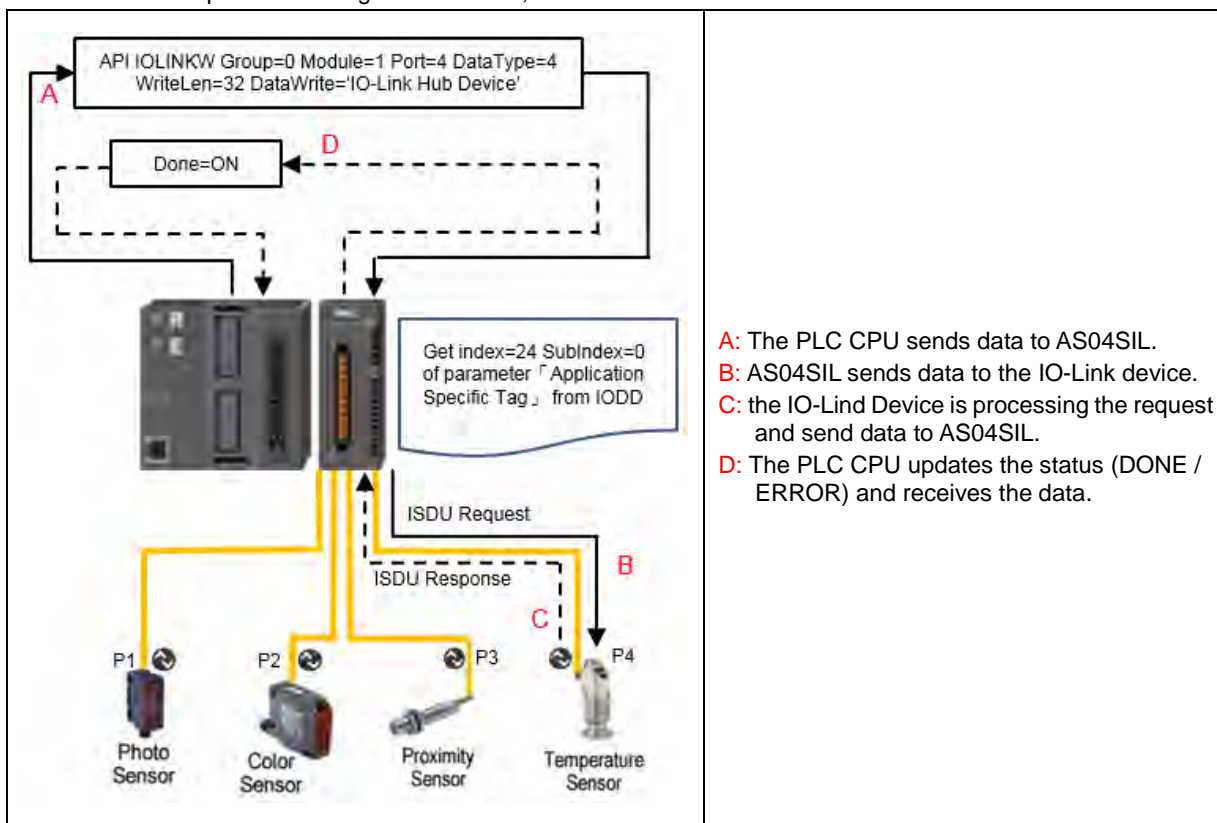 API IOLINKW Group=0 Module=1 Port=4 DataType=4
WriteLen=32 DataWrite='IO-Link Hub Device'
A
D
Done=ON
Get index=24 SubIndex=0
of parameter「Application
Specific Tag」 from IODD
ISDU Request
B
ISDU Response
C
P1
P2
P3
P4
Photo
Sensor
Color
Sensor
Proximity
Sensor
Temperature
Sensor
A: The PLC CPU sends data to AS04SIL.
B: AS04SIL sends data to the IO-Link device.
C: the IO-Lind Device is processing the request
and send data to AS04SIL.
D: The PLC CPU updates the status (DONE /
ERROR) and receives the data.